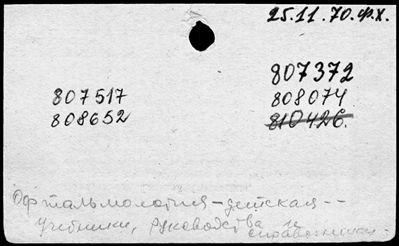 25.11.70.ф.х.
807372
807517 808074
808652 810426.
Офтальмология-детская--
учебники, руководства и справочники.